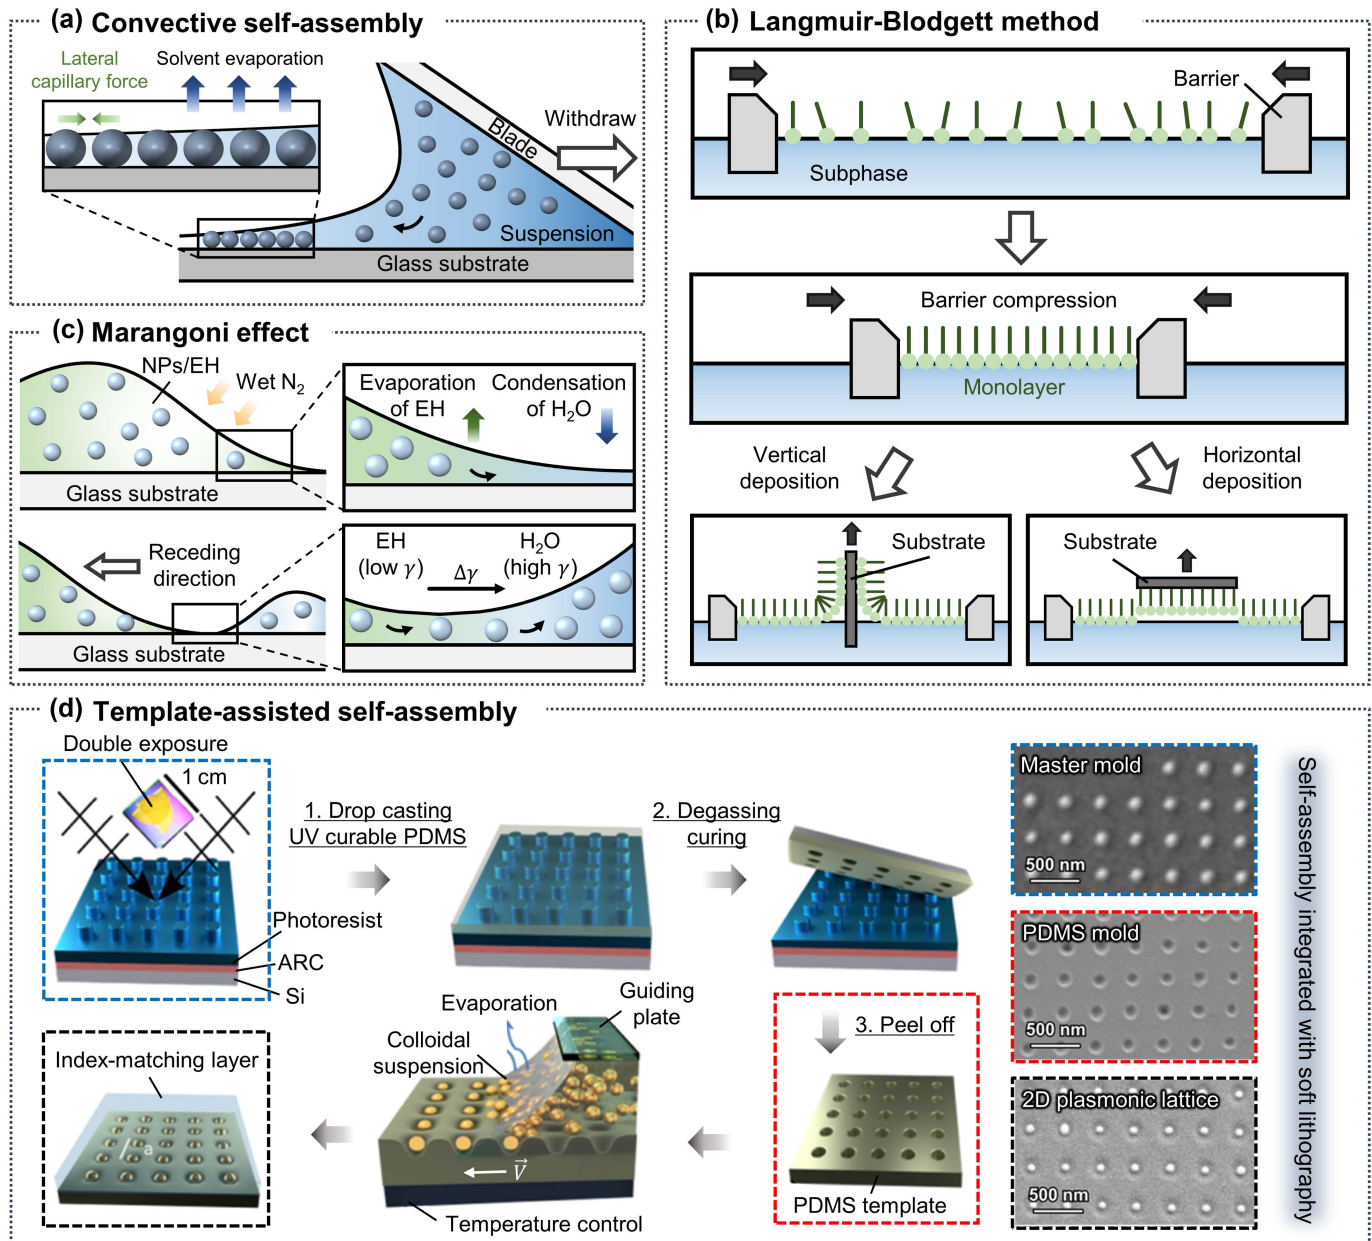 (a) Convective self-assembly
Lateral
capillary force
Solvent evaporation
Blade
Withdraw
Suspension
Glass substrate
(b) Langmuir-Blodgett method
Barrier
Subphase
Barrier compression
Monolayer
Vertical
deposition
Horizontal
deposition
Substrate
Substrate
(c) Marangoni effect
NPs/EH
Wet N₂
Glass substrate
Evaporation
of EH
Condensation
of H₂O
Receding
direction
Glass substrate
EH
(low γ)
Δγ
H₂O
(high γ)
(d) Template-assisted self-assembly
Double exposure
1 cm
Photoresist
ARC
Si
1. Drop casting
UV curable PDMS
2. Degassing
curing
3. Peel off
PDMS template
Evaporation
Colloidal
suspension
Guiding
plate
V⃗
Temperature control
Index-matching layer
a
Master mold
500 nm
PDMS mold
500 nm
2D plasmonic lattice
500 nm
Self-assembly integrated with soft lithography